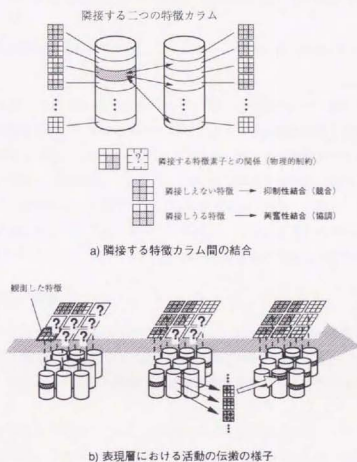 隣接する二つの特徴カラム
?
隣接する特徴素子との関係（物理的制約）
隣接しえない特徴 → 抑制性結合（競合）
隣接しうる特徴 → 興奮性結合（協調）
a) 隣接する特徴カラム間の結合
観測した特徴
? ? ? ? ? ?
b) 表現層における活動の伝搬の様子